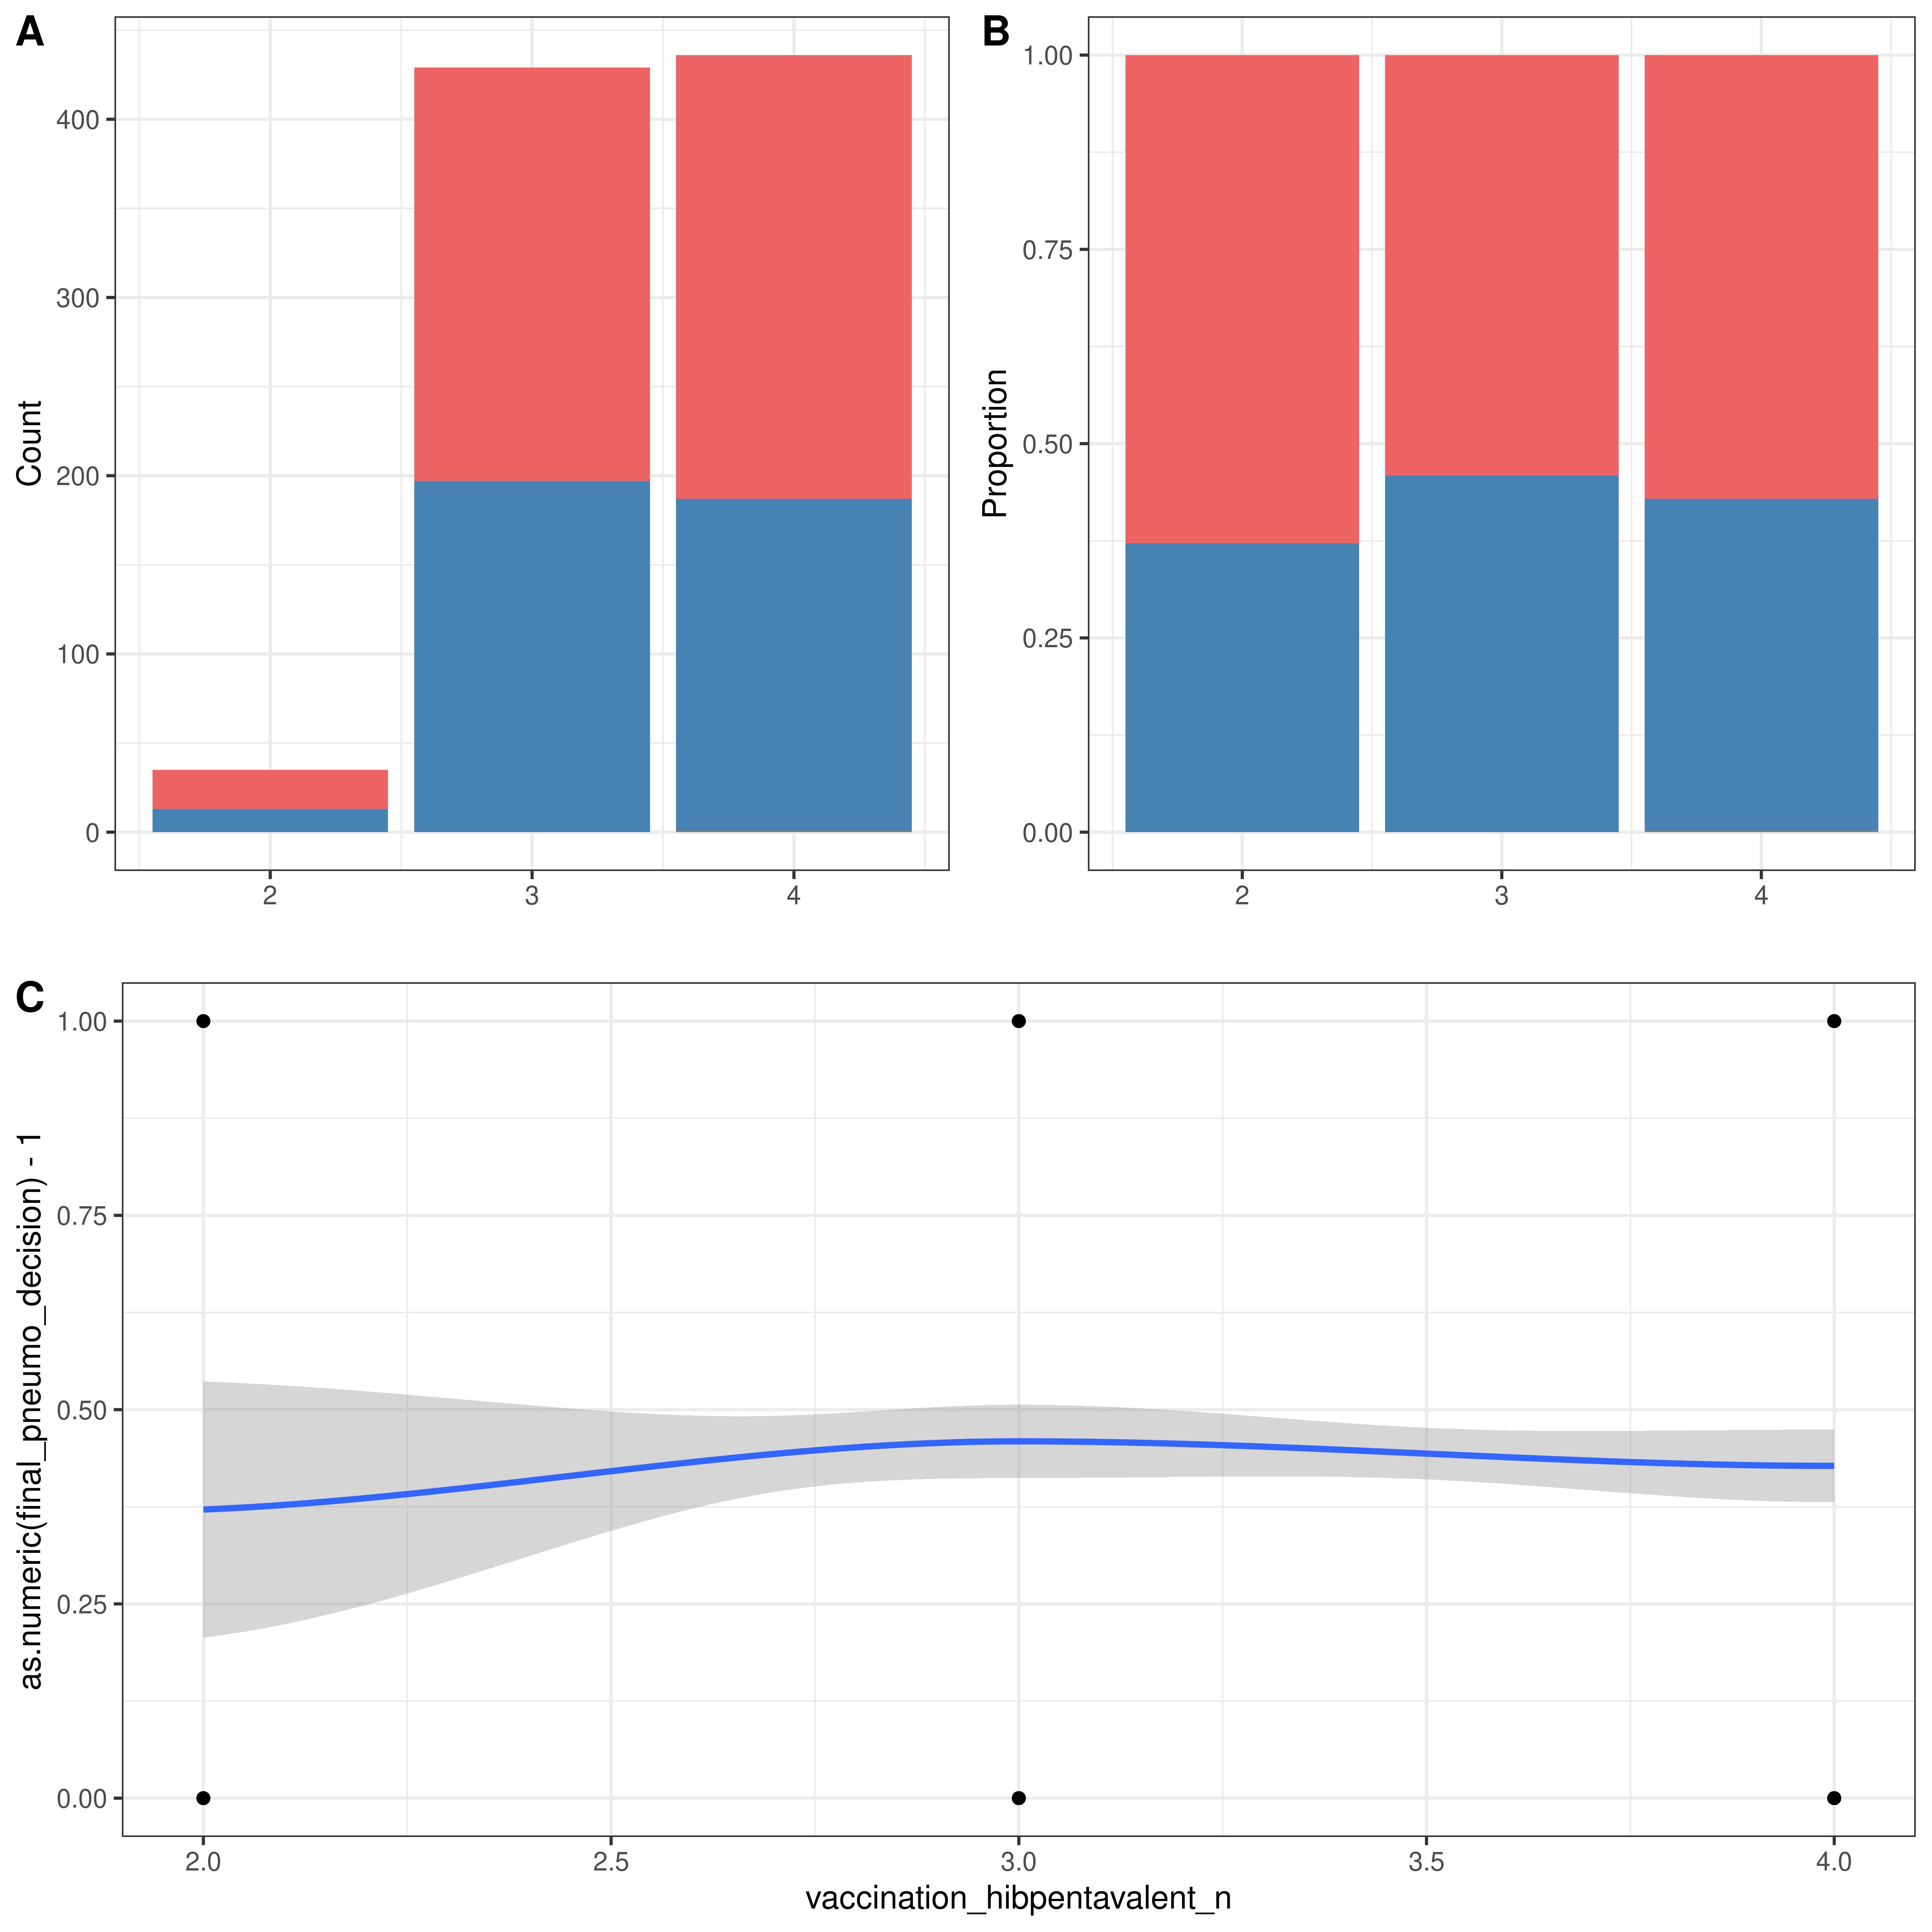 A
Count
400
300
200
100
0
2 3 4
B
Proportion
1.00
0.75
0.50
0.25
0.00
2 3 4
C
as.numeric(final_pneumo_decision) - 1
1.00
0.75
0.50
0.25
0.00
2.0 2.5 3.0 3.5 4.0
vaccination_hibpentavalent_n